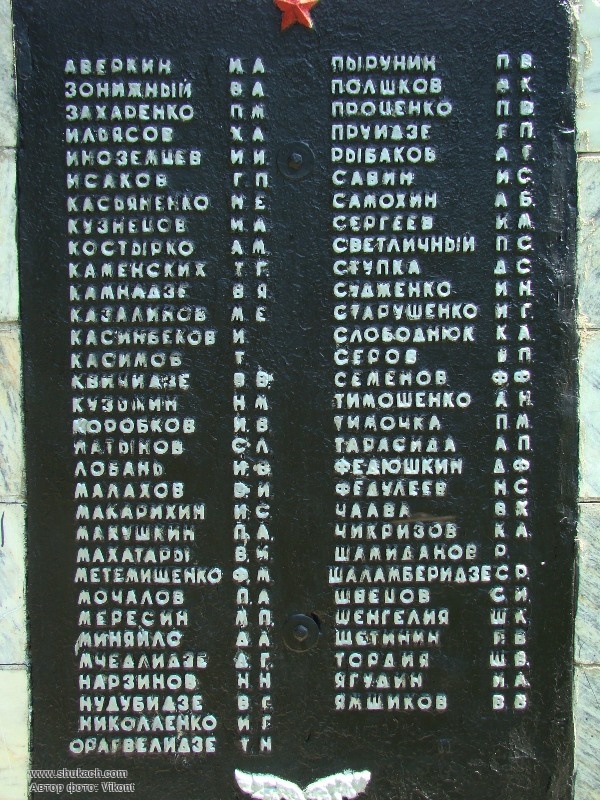 АВЕРКИН И.А.
ЗОНИЖНЫЙ В.А.
ЗАХАРЕНКО П.М.
ИЛЬЯСОВ Х.А.
ИНОЗЕМЦЕВ И.И.
ИСАКОВ Г.П.
КАСЬЯНЕНКО Н.Е.
КУЗНЕЦОВ И.А.
КОСТЫРКО А.М.
КАМЕНСКИХ Т.Г.
КАМНАДЗЕ В.Я.
КАЗАЛИНОВ М.Е.
КАСИНБЕКОВ И.
КАСИМОВ Т.
КВИЧИДЗЕ В.В.
КУЗЬМИН Н.М.
КОРОБКОВ И.В.
ЛАТЫНОВ С.Л.
ЛОБАНЬ
МАЛАХОВ В.И.
МАКАРИХИН И.С.
МАКУШКИН П.А.
МАХАТАРЫ В.И.
МЕТЕМИЩЕНКО Ф.М.
МОЧАЛОВ П.А.
МЕРЕСИН
МИНЯЙЛО Д.А.
МЧЕДЛИДЗЕ Д.Г.
НАРЗИНОВ Н.Н.
НУДУБИДЗЕ
НИКОЛАЕНКО И.Г.
ОРАГВЕЛИДЗЕ Т.Н.
ПЫРУНИН П.В.
ПОЛШКОВ
ПРОЦЕНКО П.В.
ПРУИДЗЕ Г.П.
РЫБАКОВ А.Г.
САВИН И.С.
САМОХИН А.Б.
СЕРГЕЕВ И.М.
СВЕТЛИЧНЫЙ П.С.
СТУПКА Д.С.
СУДЖЕНКО И.Н.
СТАРУШЕНКО И.Г.
СЛОБОДНЮК К.А.
СЕРОВ
СЕМЕНОВ Ф.Ф.
ТИМОШЕНКО
ТИМОЧКА П.М.
ТАРАСИДА А.П.
ФЕДЮШКИН Д.Ф.
ФЕДУЛЕЕВ Н.С.
ЧААВА
ЧИКРИЗОВ К.А.
ШАМИДАНОВ Р.
ШАЛАМБЕРИДЗЕ С.Р.
ШВЕЦОВ С.И.
ШЕНГЕЛИЯ Ш.К.
ЩЕТИНИН
ТОРДИЯ Ш.В.
ЯГУДИН И.А.
ЯМЩИКОВ В.В.
www.shukach.com
Автор фото: Vikont